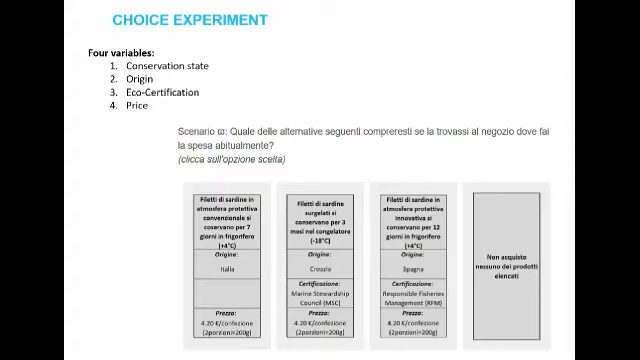 CHOICE EXPERIMENT
Four variables:
1. Conservation state
2. Origin
3. Eco-Certification
4. Price
Scenario ϖ: Quale delle alternative seguenti compreresti se la trovassi al negozio dove fai
la spesa abitualmente?
(clicca sull'opzione scelta)
Filetti di sardine in
atmosfera protettiva
convenzionale si
coservano per 7
giorni in frigorifero
(+4°C)
Origine:
Italia
Prezzo:
4.20 €/confezione
(2porzioni=200g)
Filetti di sardine
surgelati si
conservano per 3
mesi nel congelatore
(-18°C)
Origine:
Croazia
Certificazione:
Marine Stewardship
Council (MSC)
Prezzo:
4.20 €/confezione
(2porzioni=200g)
Filetti di sardine in
atmosfera protettiva
innovativa si
conservano per 12
giorni in frigorifero
(+4°C)
Origine:
Spagna
Certificazione:
Responsible Fisheries
Management (RFM)
Prezzo:
4.20 €/confezione
(2porzioni=200g)
Non acquisto
nessuno dei prodotti
elencati